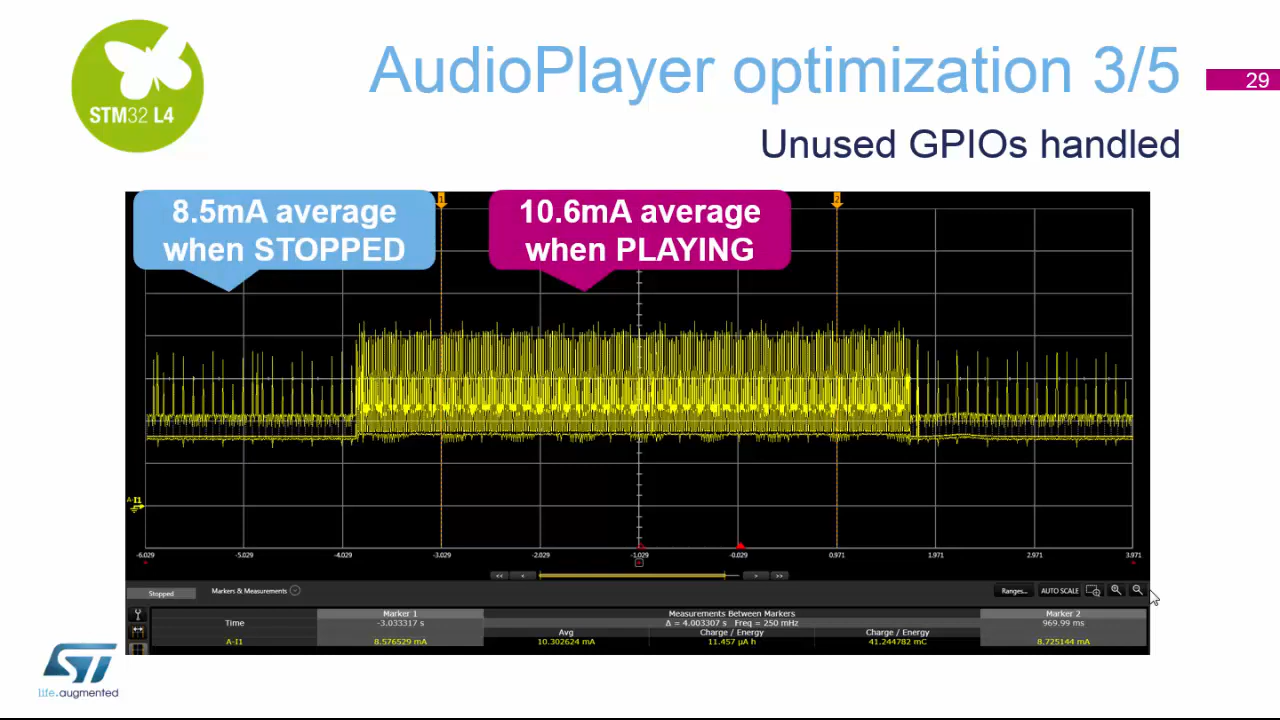 STM32 L4
AudioPlayer optimization 3/5
29
Unused GPIOs handled
8.5mA average
when STOPPED
10.6mA average
when PLAYING
1
2
A-I1
-6.029 -5.029 -4.029 -3.029 -2.029 -1.029 -0.029 0.971 1.971 2.971 3.971
<< < > >>
Stopped Markers & Measurements Ranges... AUTO SCALE
Marker 1 Measurements Between Markers Marker 2
Time -3.033317 s Δ = 4.003307 s Freq = 250 mHz 969.99 ms
Avg Charge / Energy Charge / Energy
A-I1 8.576529 mA 10.302624 mA 11.457 µA h 41.244782 mC 8.725144 mA
ST
life.augmented